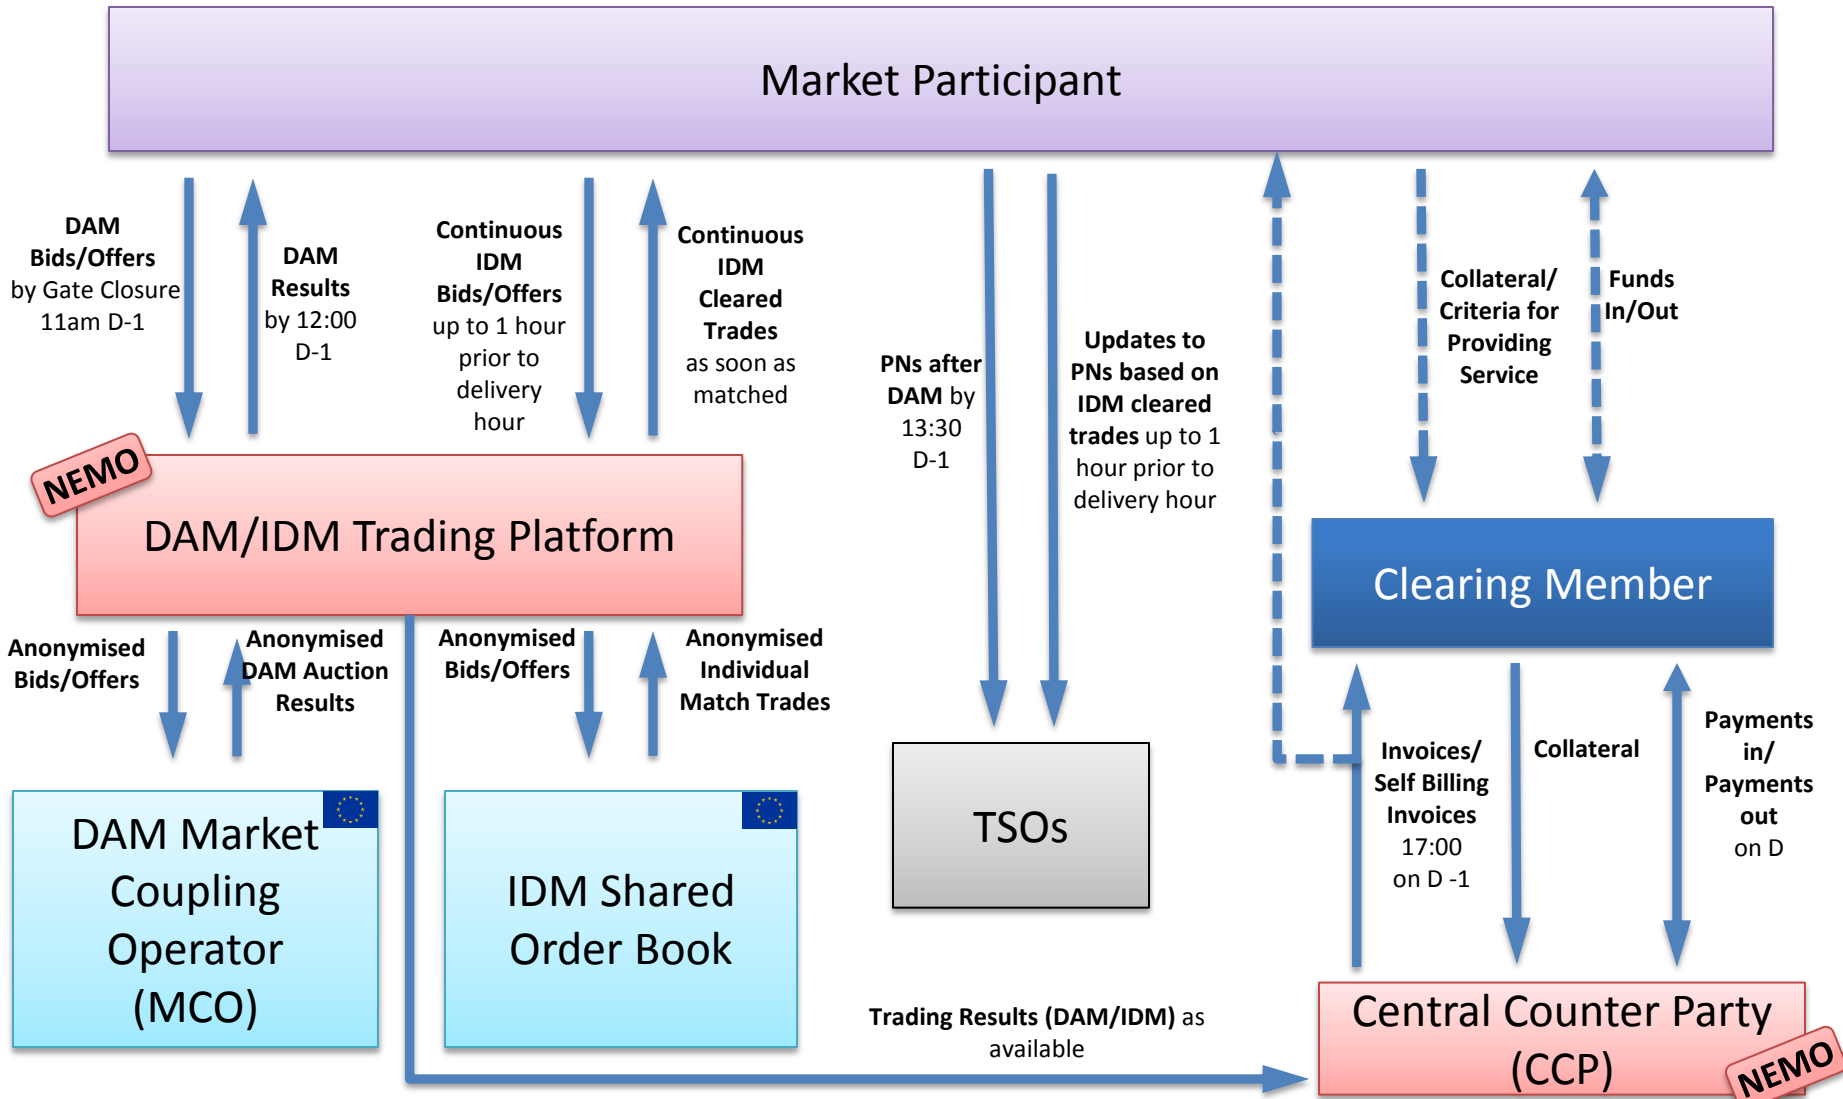 Market Participant
DAM
Bids/Offers
by Gate Closure
11am D-1
DAM
Results
by 12:00
D-1
Continuous
IDM
Bids/Offers
up to 1 hour
prior to
delivery
hour
Continuous
IDM
Cleared
Trades
as soon as
matched
PNs after
DAM by
13:30
D-1
Updates to
PNs based on
IDM cleared
trades up to 1
hour prior to
delivery hour
Collateral/
Criteria for
Providing
Service
Funds
In/Out
NEMO
DAM/IDM Trading Platform
Clearing Member
Anonymised
Bids/Offers
Anonymised
DAM Auction
Results
Anonymised
Bids/Offers
Anonymised
Individual
Match Trades
Invoices/
Self Billing
Invoices
17:00
on D -1
Collateral
Payments
in/
Payments
out
on D
DAM Market
Coupling
Operator
(MCO)
IDM Shared
Order Book
TSOs
Trading Results (DAM/IDM) as
available
Central Counter Party
(CCP)
NEMO